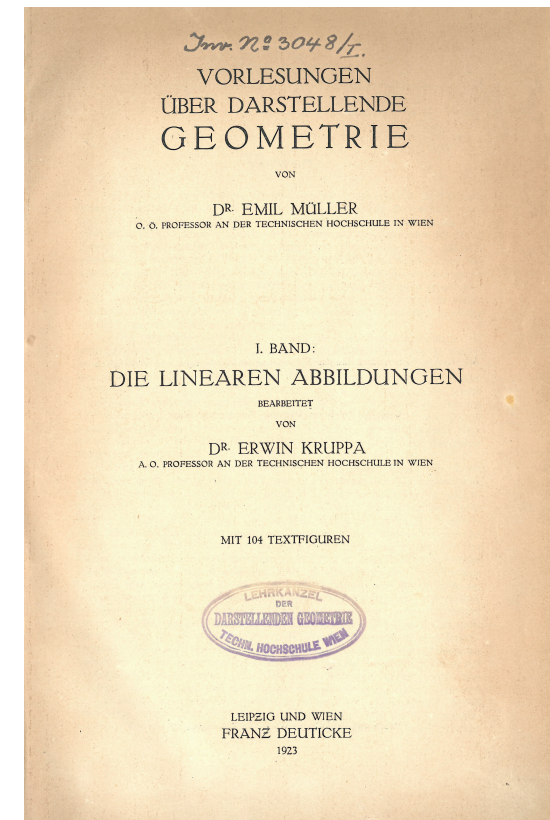 Inv. Nº 3048/I.
VORLESUNGEN
ÜBER DARSTELLENDE
GEOMETRIE
VON
DR. EMIL MÜLLER
O. Ö. PROFESSOR AN DER TECHNISCHEN HOCHSCHULE IN WIEN
I. BAND:
DIE LINEAREN ABBILDUNGEN
BEARBEITET
VON
DR. ERWIN KRUPPA
A. O. PROFESSOR AN DER TECHNISCHEN HOCHSCHULE IN WIEN
MIT 104 TEXTFIGUREN
LEHRKANZEL
DER
DARSTELLENDEN GEOMETRIE
TECHN. HOCHSCHULE WIEN
LEIPZIG UND WIEN
FRANZ DEUTICKE
1923